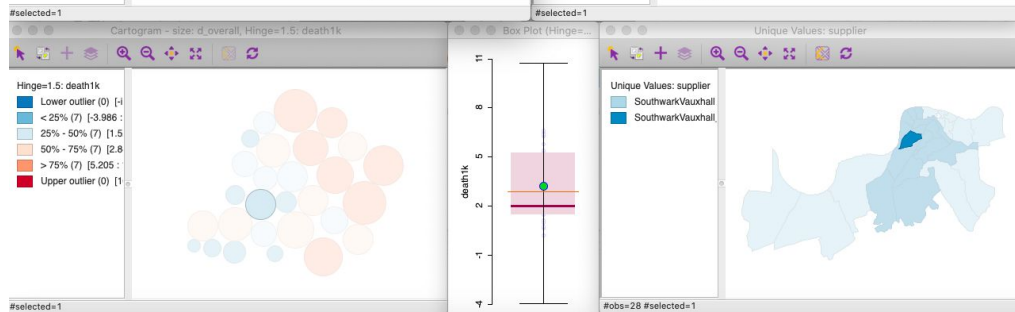 #selected=1
#selected=1
Cartogram - size: d_overall, Hinge=1.5: death1k
Hinge=1.5: death1k
Lower outlier (0) [-i
< 25% (7) [-3.986 :
25% - 50% (7) [1.5
50% - 75% (7) [2.8
> 75% (7) [5.205 :
Upper outlier (0) [1
#selected=1
Box Plot (Hinge=...
death1k
11
8
5
2
-1
-4
Unique Values: supplier
Unique Values: supplier
SouthwarkVauxhall
SouthwarkVauxhall_
#obs=28 #selected=1